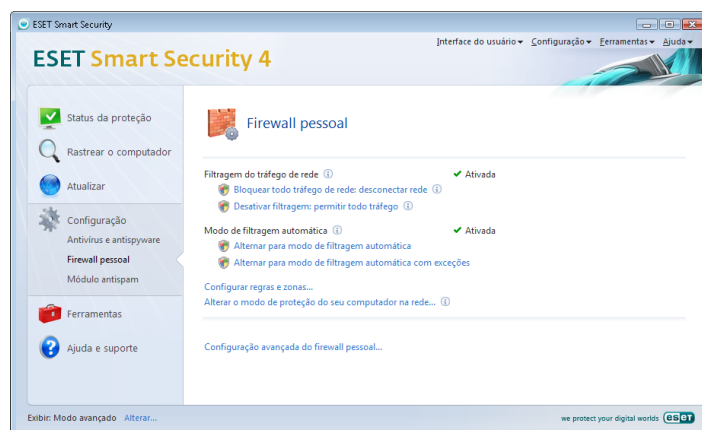 ESET Smart Security
Interface do usuário Configuração Ferramentas Ajuda
ESET Smart Security 4
Status da proteção
Rastrear o computador
Atualizar
Configuração
Antivírus e antispyware
Firewall pessoal
Módulo antispam
Ferramentas
Ajuda e suporte
Firewall pessoal
Filtragem do tráfego de rede Ativada
Bloquear todo tráfego de rede: desconectar rede
Desativar filtragem: permitir todo tráfego
Modo de filtragem automática Ativada
Alternar para modo de filtragem automática
Alternar para modo de filtragem automática com exceções
Configurar regras e zonas...
Alterar o modo de proteção do seu computador na rede...
Configuração avançada do firewall pessoal...
Exibir: Modo avançado Alterar...
we protect your digital worlds eset